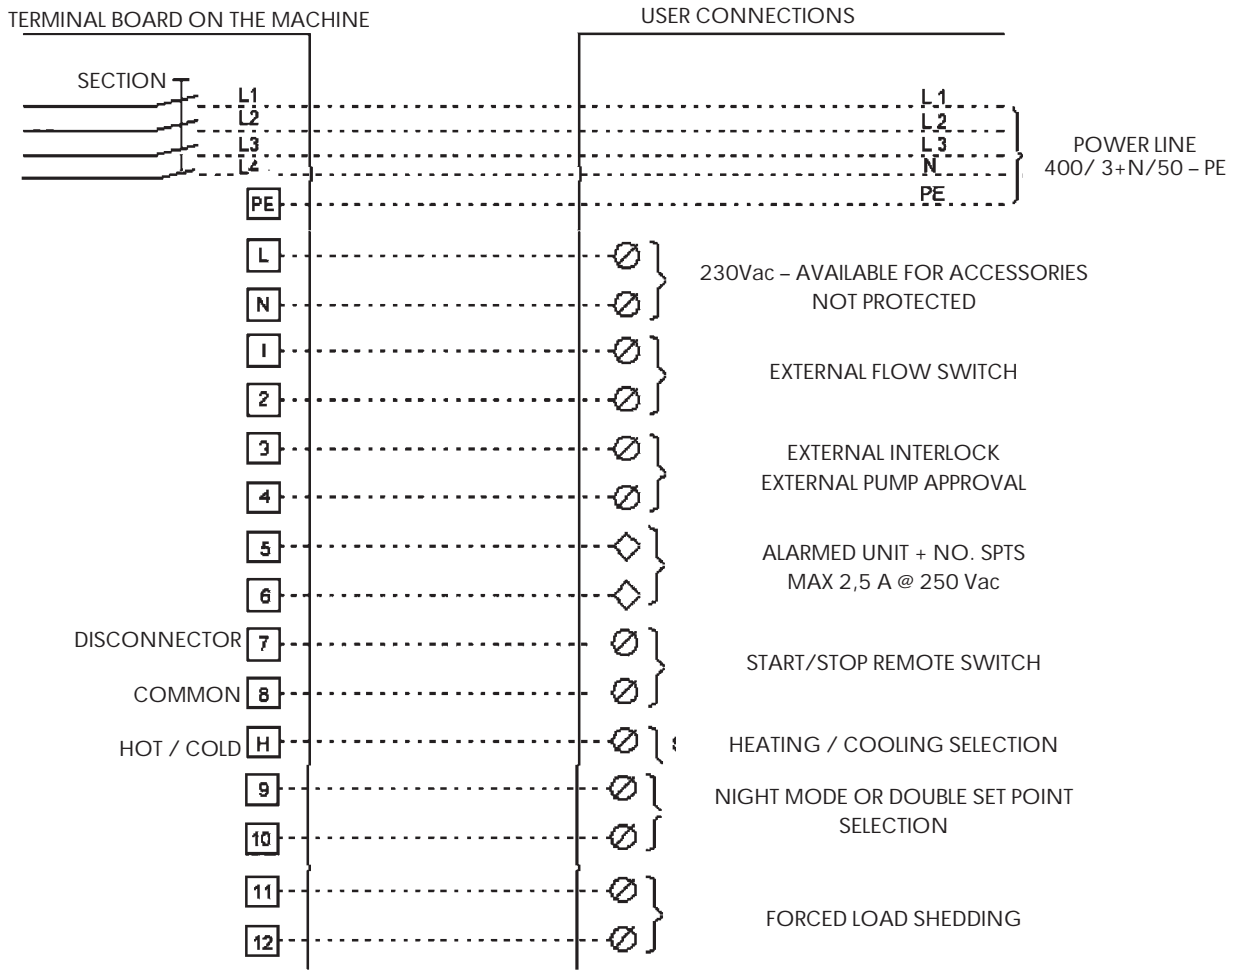 TERMINAL BOARD ON THE MACHINE
USER CONNECTIONS
SECTION
L1
L2
L3
L4
PE
L1
L2
L3
N
PE
POWER LINE
400/ 3+N/50 – PE
L
N
230Vac – AVAILABLE FOR ACCESSORIES
NOT PROTECTED
1
2
EXTERNAL FLOW SWITCH
3
4
EXTERNAL INTERLOCK
EXTERNAL PUMP APPROVAL
5
6
ALARMED UNIT + NO. SPTS
MAX 2,5 A @ 250 Vac
DISCONNECTOR 7
COMMON 8
START/STOP REMOTE SWITCH
HOT / COLD H
HEATING / COOLING SELECTION
9
10
NIGHT MODE OR DOUBLE SET POINT
SELECTION
11
12
FORCED LOAD SHEDDING